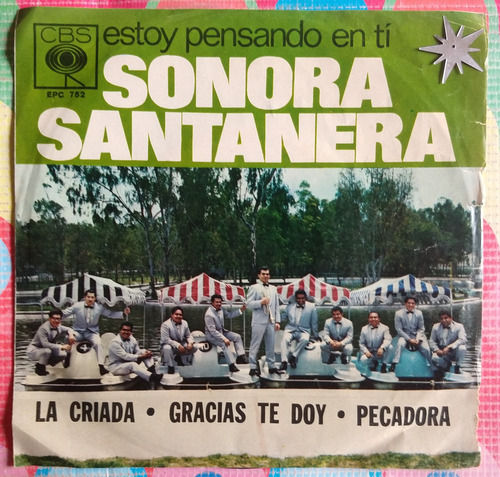 CBS
EPC 752
estoy pensando en tí
SONORA
SANTANERA
LA CRIADA • GRACIAS TE DOY • PECADORA